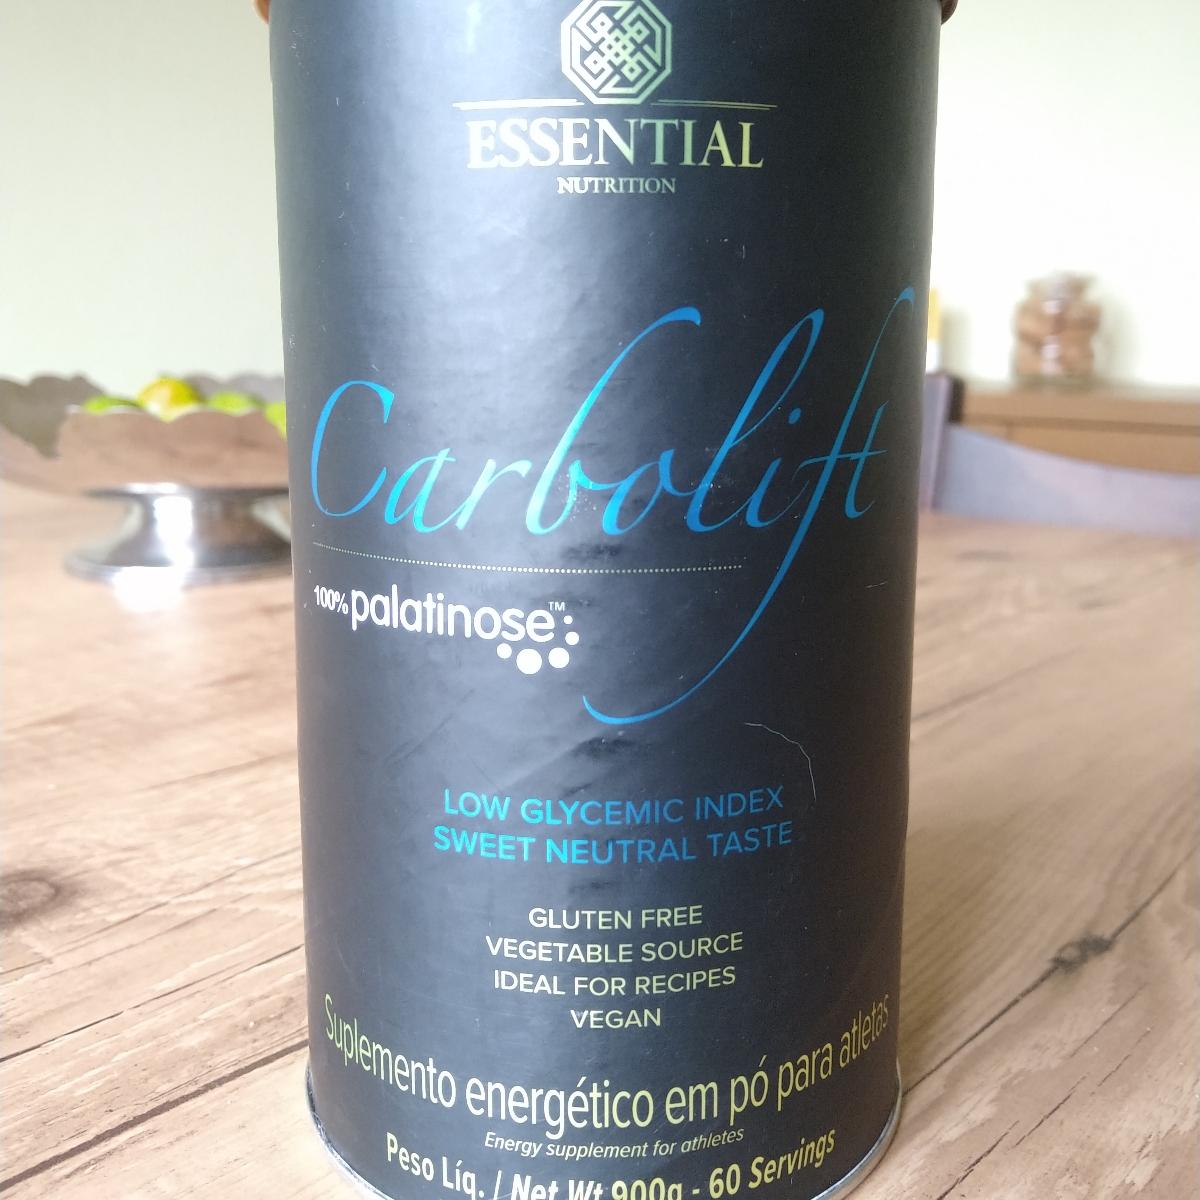 ESSENTIAL
NUTRITION
Carbolift
100% palatinose™
LOW GLYCEMIC INDEX
SWEET NEUTRAL TASTE
GLUTEN FREE
VEGETABLE SOURCE
IDEAL FOR RECIPES
VEGAN
Suplemento energético em pó para atletas
Energy supplement for athletes
Peso Líq. / Net Wt 900g - 60 Servings